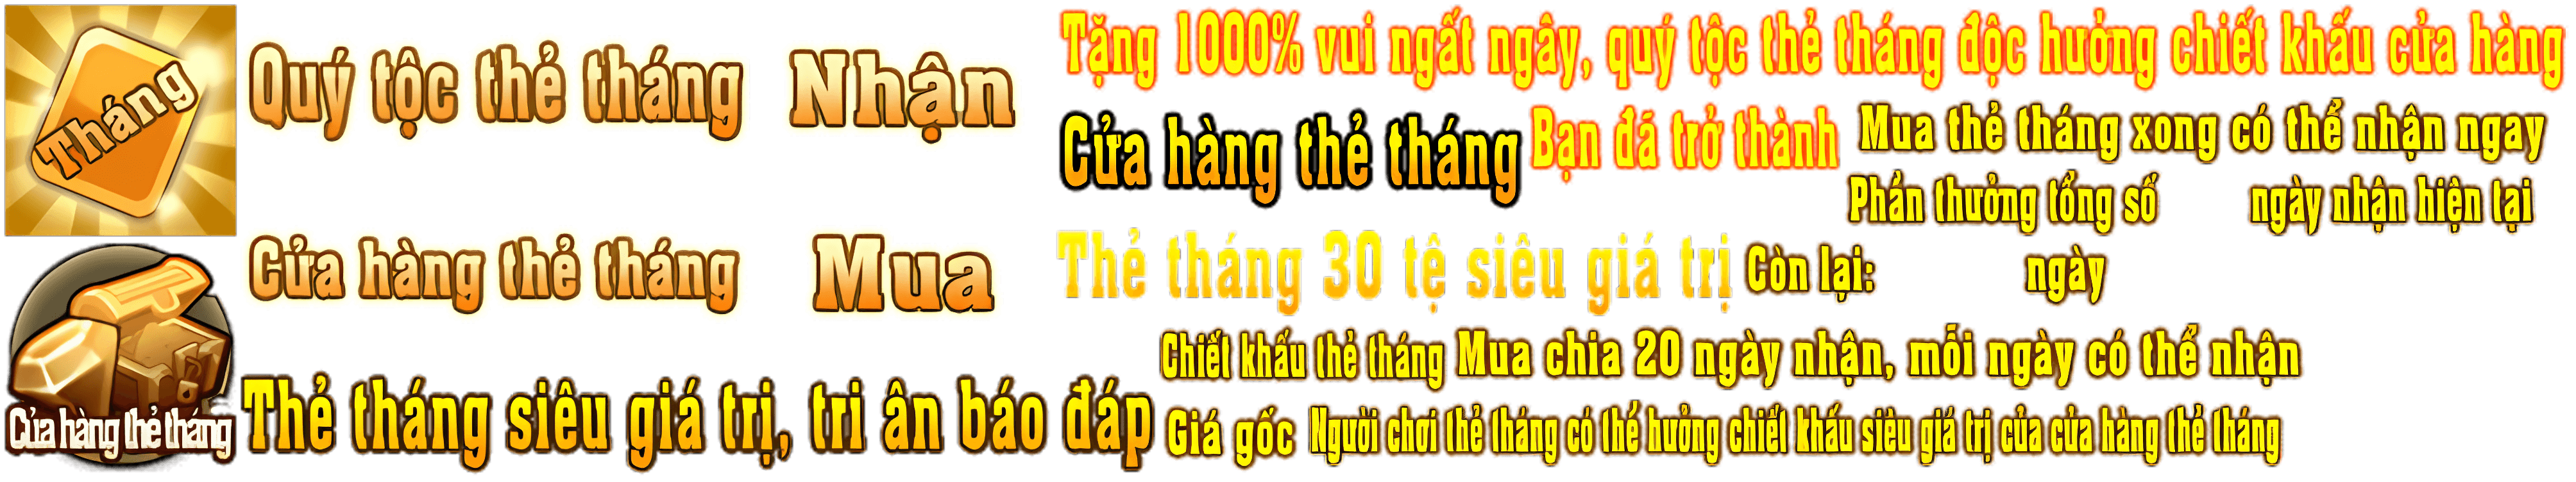 Tháng
Quý tộc thẻ tháng
Nhận
Tặng 1000% vui ngất ngây, quý tộc thẻ tháng độc hưởng chiết khấu cửa hàng
Cửa hàng thẻ tháng
Bạn đã trở thành
Mua thẻ tháng xong có thể nhận ngay
Phần thưởng tổng số
ngày nhận hiện tại
Cửa hàng thẻ tháng
Mua
Thẻ tháng 30 tệ siêu giá trị
Còn lại:
ngày
Chiết khấu thẻ tháng
Mua chia 20 ngày nhận, mỗi ngày có thể nhận
Cửa hàng thẻ tháng
Thẻ tháng siêu giá trị, tri ân báo đáp
Giá gốc
Người chơi thẻ tháng có thể hưởng chiết khấu siêu giá trị của cửa hàng thẻ tháng